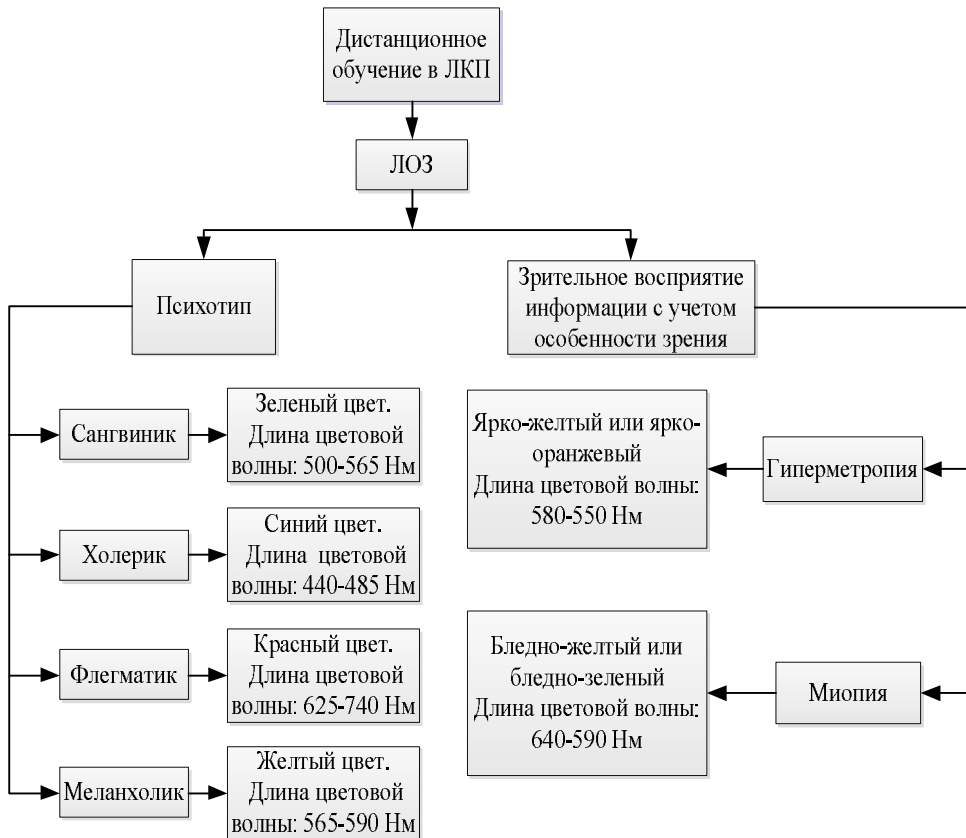 Дистанционное
обучение в ЛКП
ЛОЗ
Психотип
Зрительное восприятие
информации с учетом
особенности зрения
Сангвиник
Зеленый цвет.
Длина цветовой
волны: 500-565 Нм
Холерик
Синий цвет.
Длина цветовой
волны: 440-485 Нм
Флегматик
Красный цвет.
Длина цветовой
волны: 625-740 Нм
Меланхолик
Желтый цвет.
Длина цветовой
волны: 565-590 Нм
Ярко-желтый или ярко-
оранжевый
Длина цветовой волны:
580-550 Нм
Гиперметропия
Бледно-желтый или
бледно-зеленый
Длина цветовой волны:
640-590 Нм
Миопия